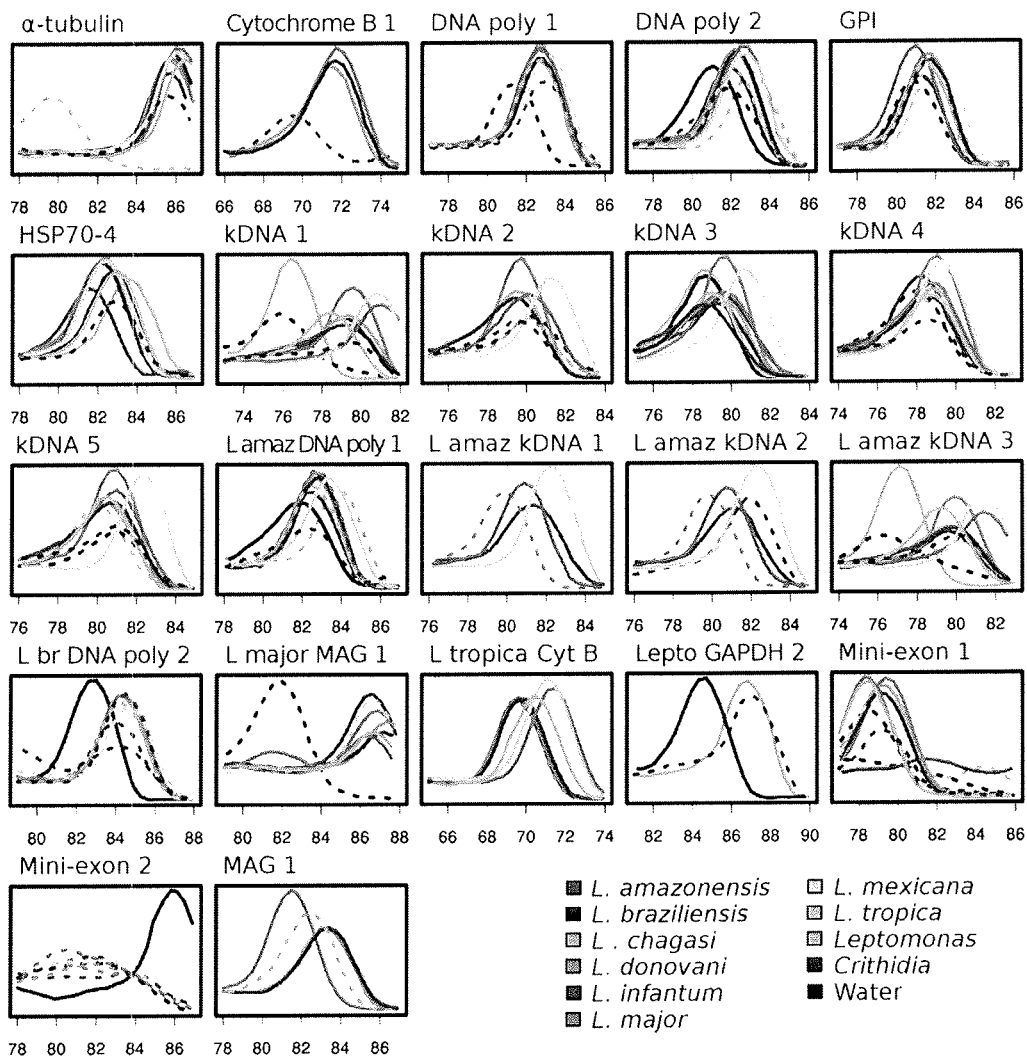 α-tubulin Cytochrome B 1 DNA poly 1 DNA poly 2 GPI
78 80 82 84 86 66 68 70 72 74 78 80 82 84 86 78 80 82 84 86 78 80 82 84 86
HSP70-4 kDNA 1 kDNA 2 kDNA 3 kDNA 4
78 80 82 84 86 74 76 78 80 82 76 78 80 82 84 76 78 80 82 84 74 76 78 80 82
kDNA 5 L amaz DNA poly 1 L amaz kDNA 1 L amaz kDNA 2 L amaz kDNA 3
76 78 80 82 84 78 80 82 84 86 76 78 80 82 84 76 78 80 82 84 74 76 78 80 82
L br DNA poly 2 L major MAG 1 L tropica Cyt B Lepto GAPDH 2 Mini-exon 1
80 82 84 86 88 80 82 84 86 88 66 68 70 72 74 82 84 86 88 90 78 80 82 84 86
Mini-exon 2 MAG 1
78 80 82 84 86 78 80 82 84 86
L. amazonensis L. mexicana
L. braziliensis L. tropica
L . chagasi Leptomonas
L. donovani Crithidia
L. infantum Water
L. major